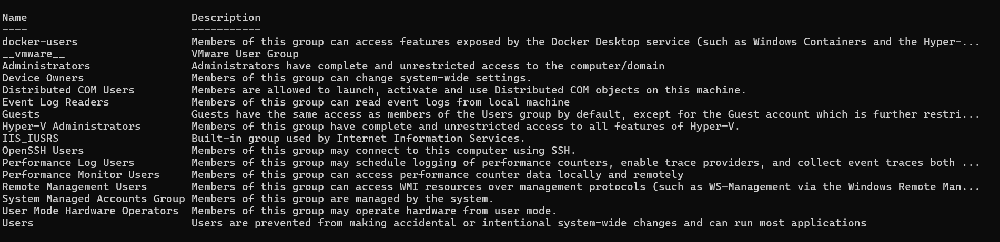 Name                          Description
----                          -----------
docker-users                  Members of this group can access features exposed by the Docker Desktop service (such as Windows Containers and the Hyper-...
__vmware__                    VMware User Group
Administrators                Administrators have complete and unrestricted access to the computer/domain
Device Owners                 Members of this group can change system-wide settings.
Distributed COM Users         Members are allowed to launch, activate and use Distributed COM objects on this machine.
Event Log Readers             Members of this group can read event logs from local machine
Guests                        Guests have the same access as members of the Users group by default, except for the Guest account which is further restri...
Hyper-V Administrators        Members of this group have complete and unrestricted access to all features of Hyper-V.
IIS_IUSRS                     Built-in group used by Internet Information Services.
OpenSSH Users                 Members of this group may connect to this computer using SSH.
Performance Log Users         Members of this group may schedule logging of performance counters, enable trace providers, and collect event traces both ...
Performance Monitor Users     Members of this group can access performance counter data locally and remotely
Remote Management Users       Members of this group can access WMI resources over management protocols (such as WS-Management via the Windows Remote Man...
System Managed Accounts Group Members of this group are managed by the system.
User Mode Hardware Operators  Members of this group may operate hardware from user mode.
Users                         Users are prevented from making accidental or intentional system-wide changes and can run most applications